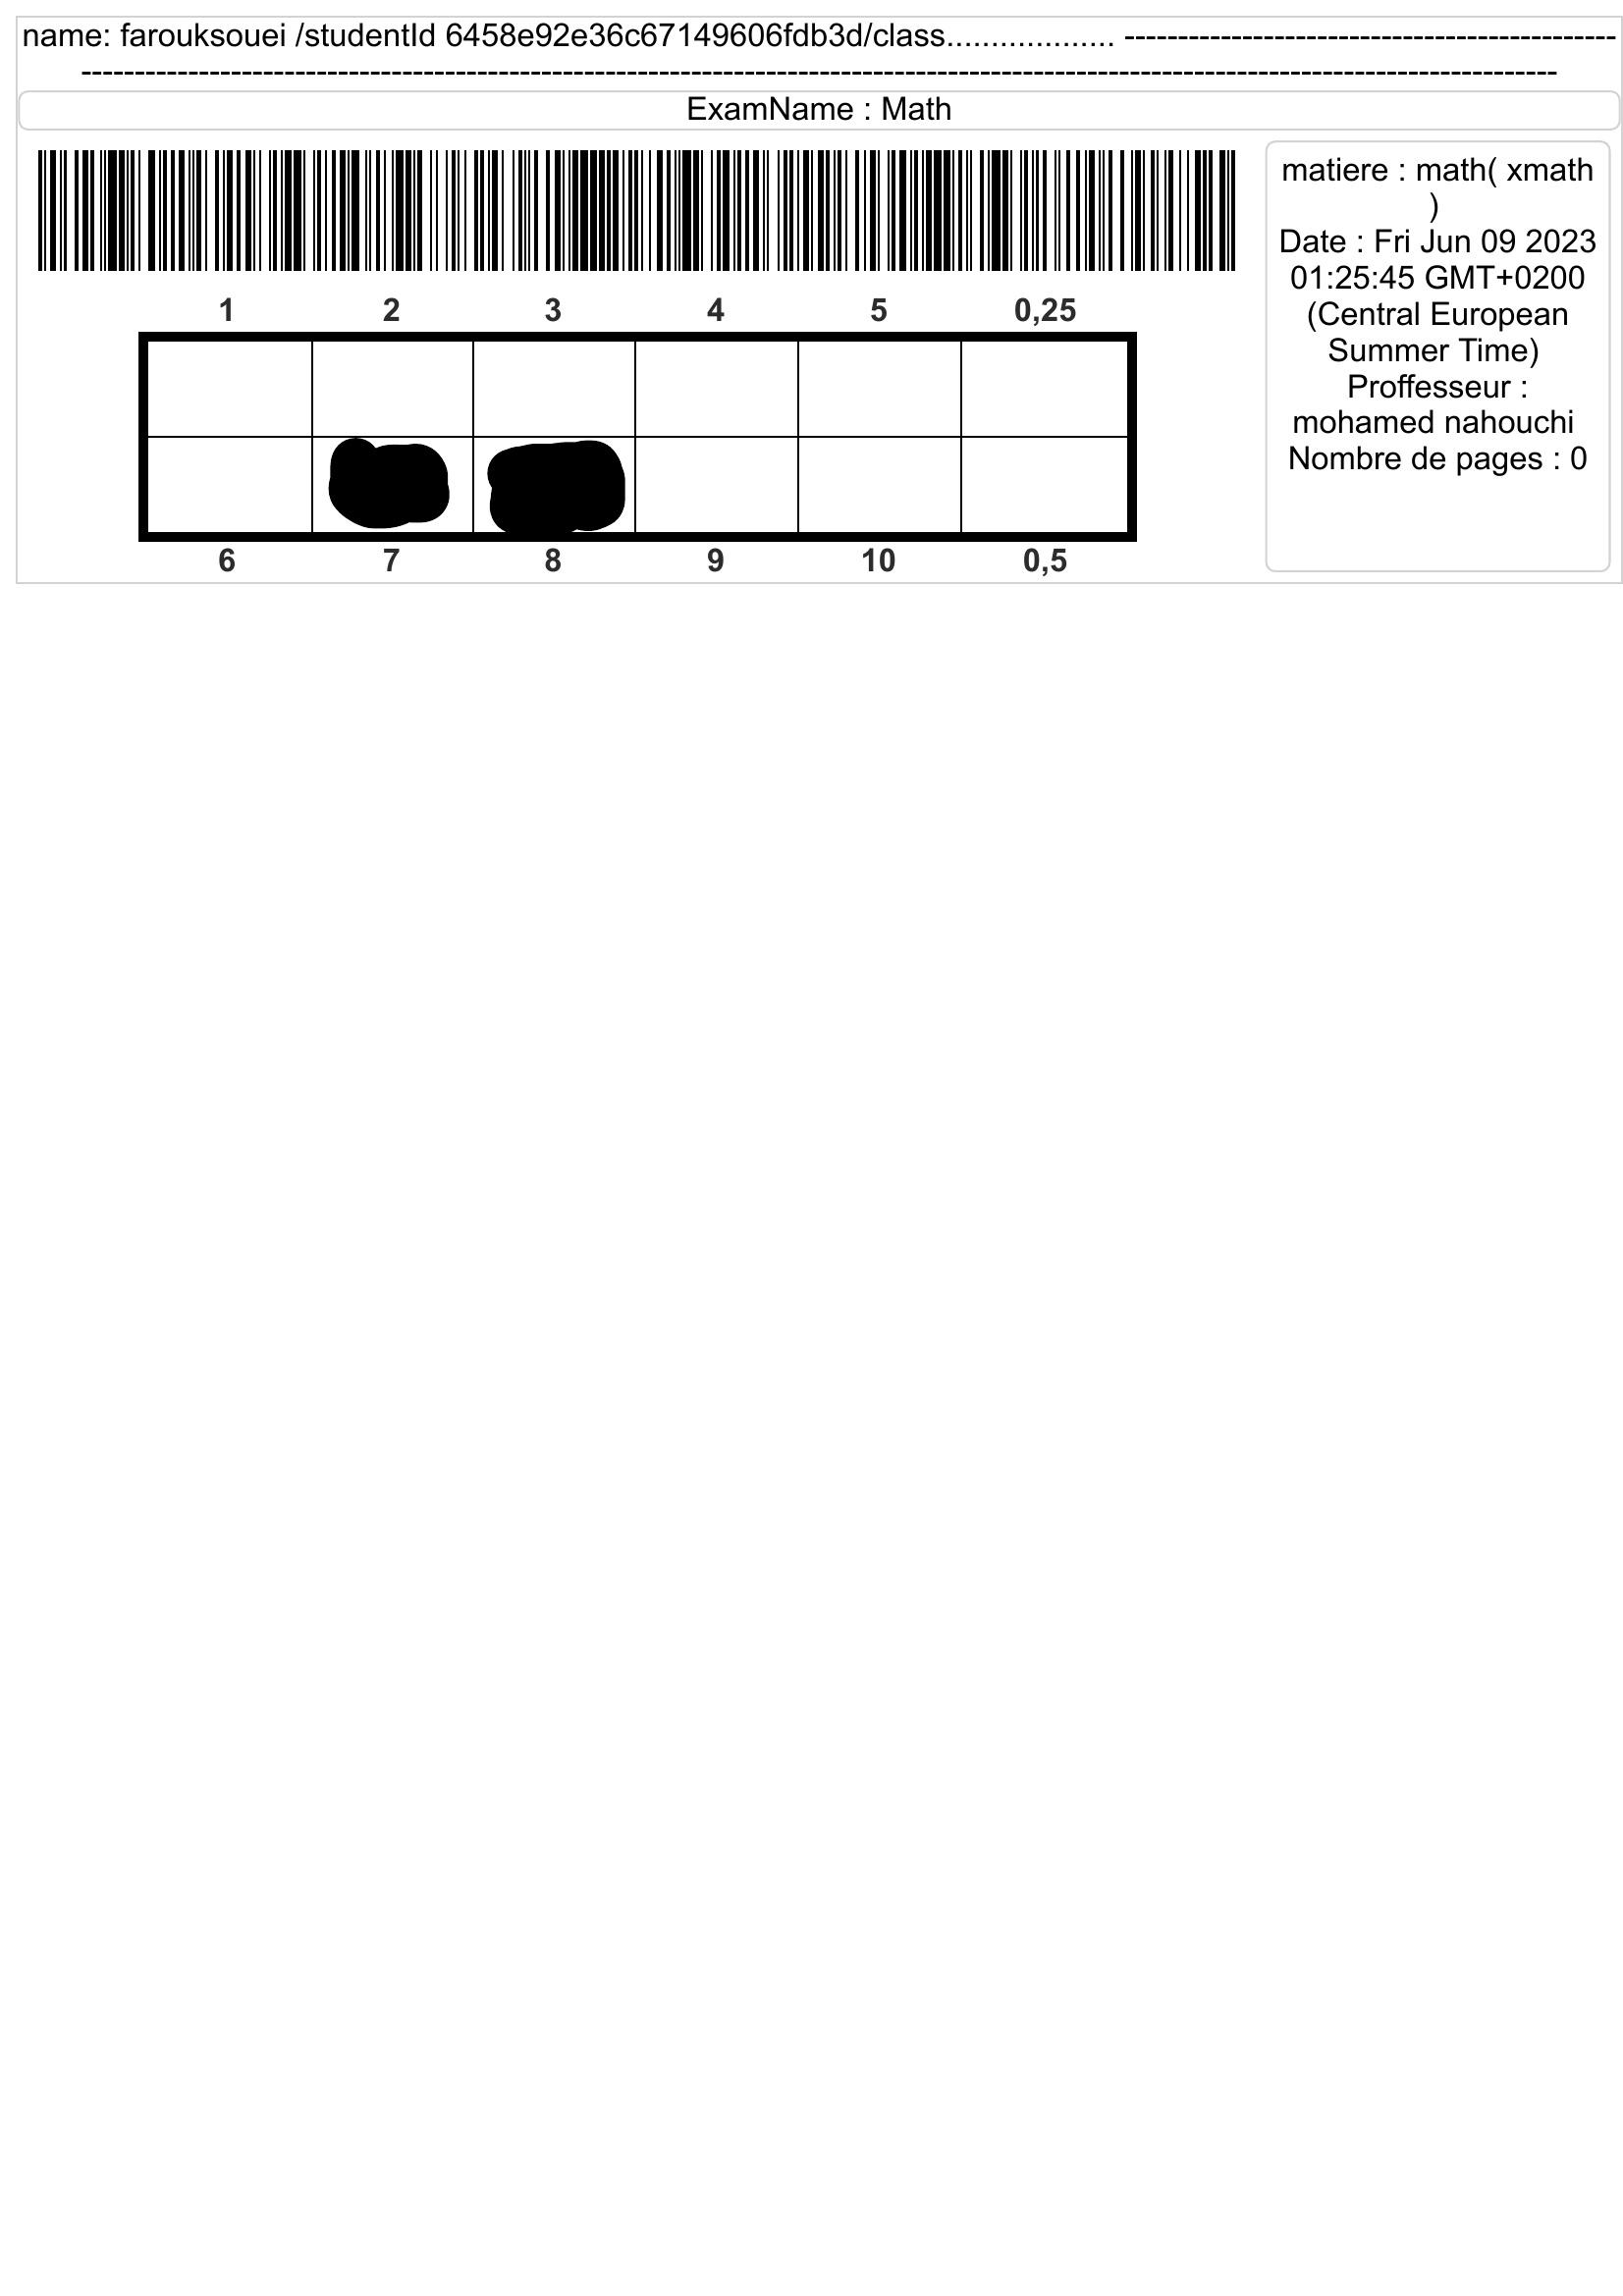 name: farouksouei /studentId 6458e92e36c67149606fdb3d/class................... ----------------------------------------------
------------------------------------------------------------------------------------------------------------------------------------------
ExamName : Math
matiere : math( xmath
)
Date : Fri Jun 09 2023
01:25:45 GMT+0200
(Central European
Summer Time)
Proffesseur :
mohamed nahouchi
Nombre de pages : 0
1 2 3 4 5 0,25
6 7 8 9 10 0,5